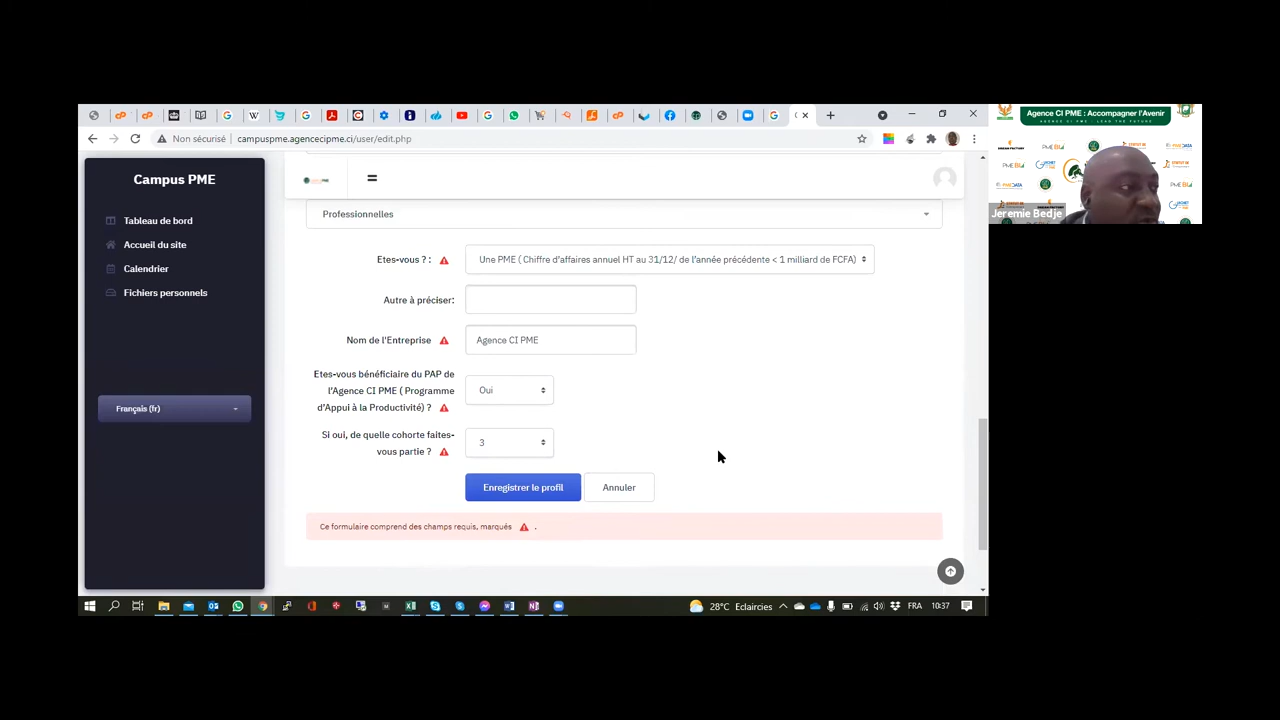 Non sécurisé
campuspme.agencecipme.ci/user/edit.php
Agence CI PME : Accompagner l'Avenir
Jeremie Bedje
Campus PME
Tableau de bord
Accueil du site
Calendrier
Fichiers personnels
Français (fr)
Professionnelles
Etes-vous ? :
Une PME ( Chiffre d'affaires annuel HT au 31/12/ de l'année précédente < 1 milliard de FCFA)
Autre à préciser:
Nom de l'Entreprise
Agence CI PME
Etes-vous bénéficiaire du PAP de
l'Agence CI PME ( Programme
d'Appui à la Productivité) ?
Oui
Si oui, de quelle cohorte faites-
vous partie ?
3
Enregistrer le profil
Annuler
Ce formulaire comprend des champs requis, marqués .
28°C Eclaircies
FRA
10:37